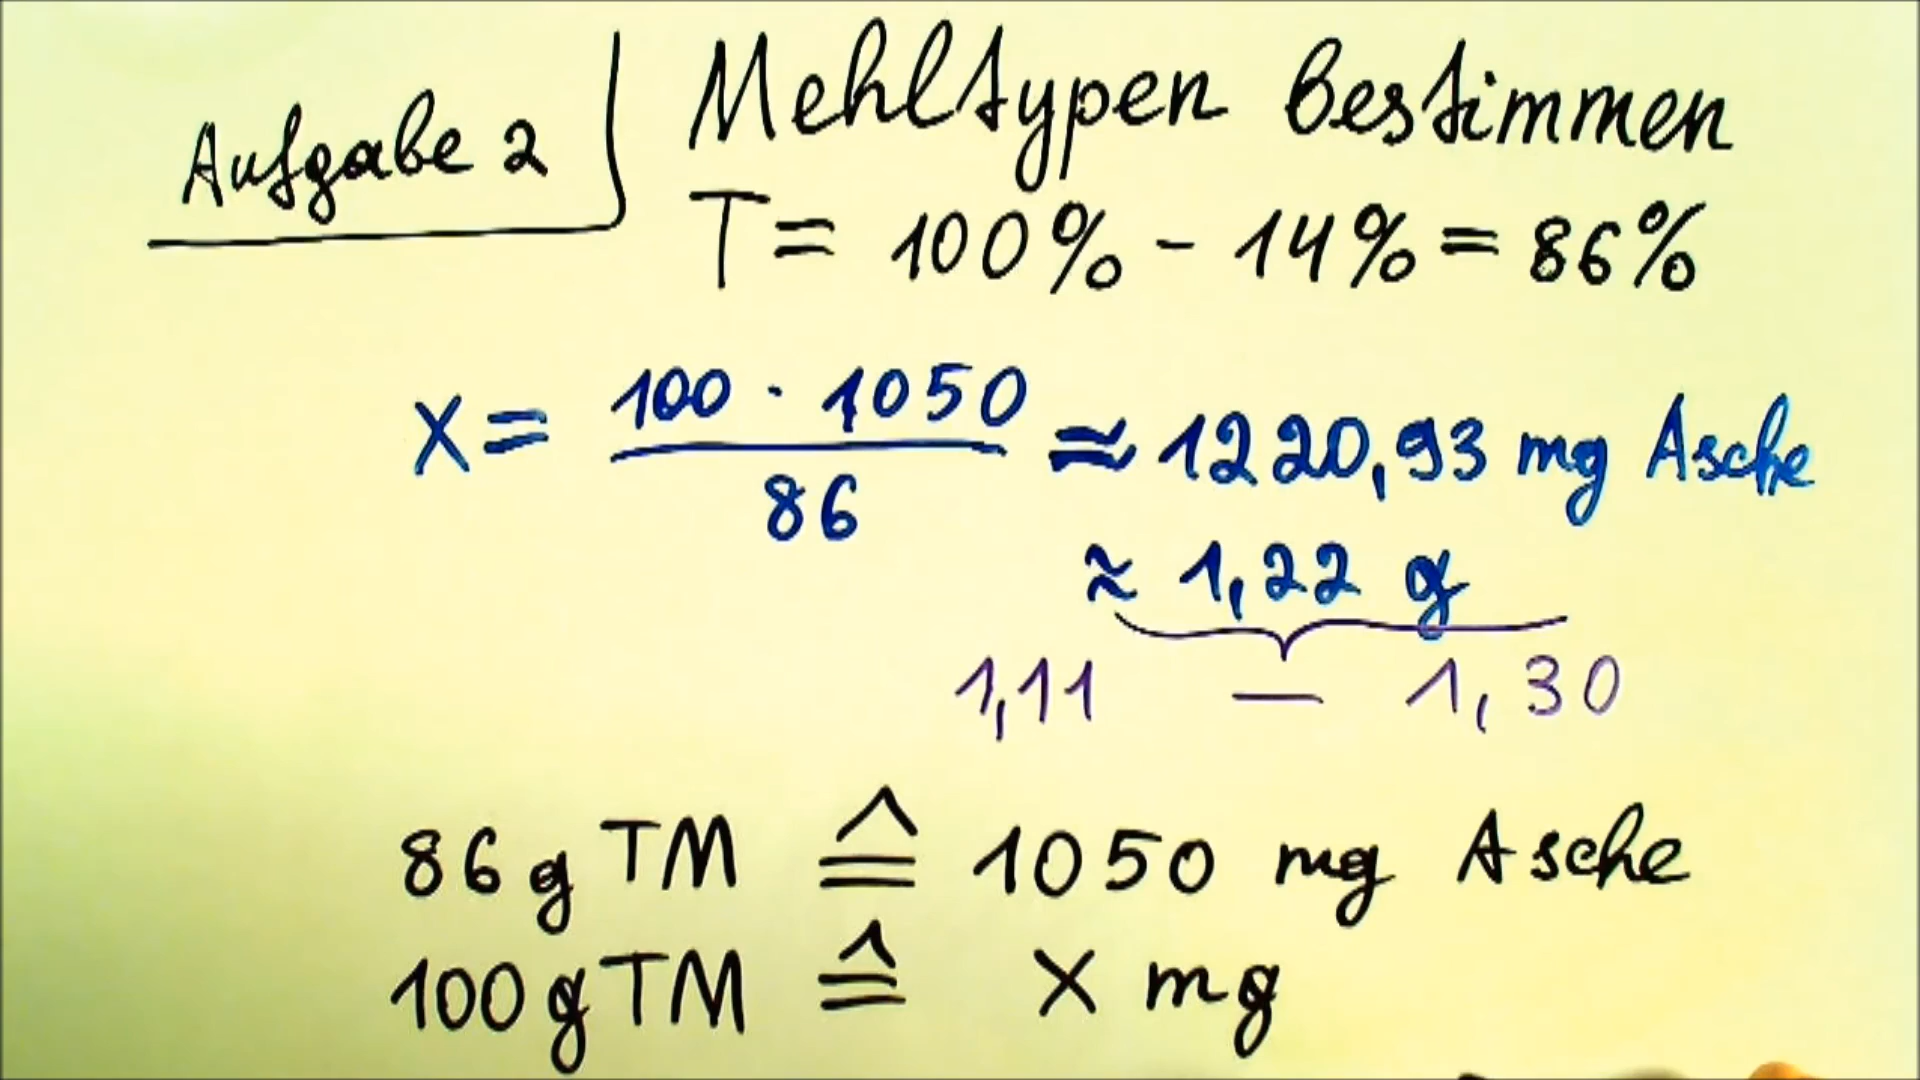 Aufgabe 2
Mehltypen bestimmen
T = 100% - 14% = 86%
X = 100 · 1050 / 86 ≈ 1220,93 mg Asche
≈ 1,22 g
1,11 — 1,30
86 g TM ≙ 1050 mg Asche
100 g TM ≙ X mg